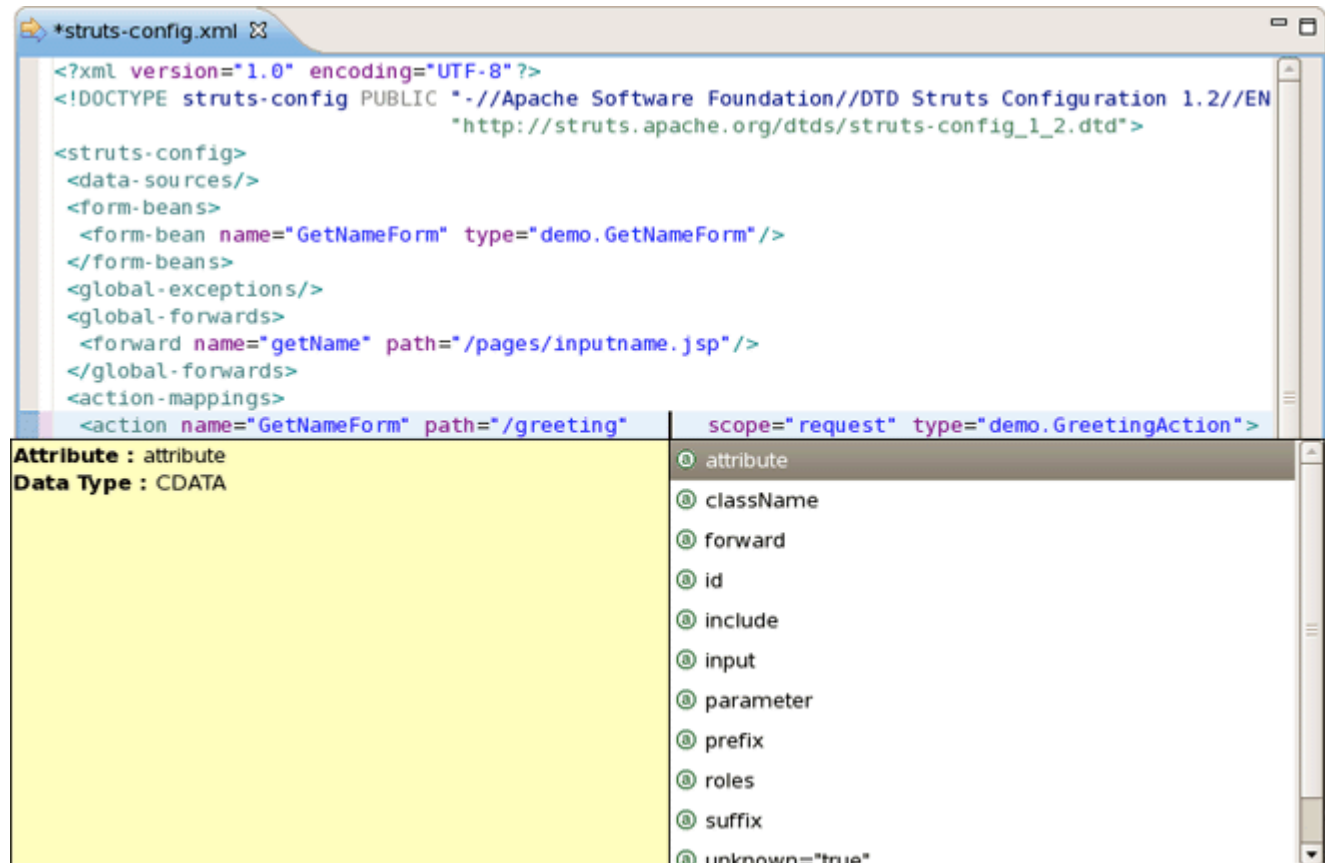 *struts-config.xml
<?xml version="1.0" encoding="UTF-8"?>
<!DOCTYPE struts-config PUBLIC "-//Apache Software Foundation//DTD Struts Configuration 1.2//EN
"http://struts.apache.org/dtds/struts-config_1_2.dtd">
<struts-config>
<data-sources/>
<form-beans>
<form-bean name="GetNameForm" type="demo.GetNameForm"/>
</form-beans>
<global-exceptions/>
<global-forwards>
<forward name="getName" path="/pages/inputname.jsp"/>
</global-forwards>
<action-mappings>
<action name="GetNameForm" path="/greeting" scope="request" type="demo.GreetingAction">
Attribute : attribute
Data Type : CDATA
attribute
className
forward
id
include
input
parameter
prefix
roles
suffix
unknown="true"